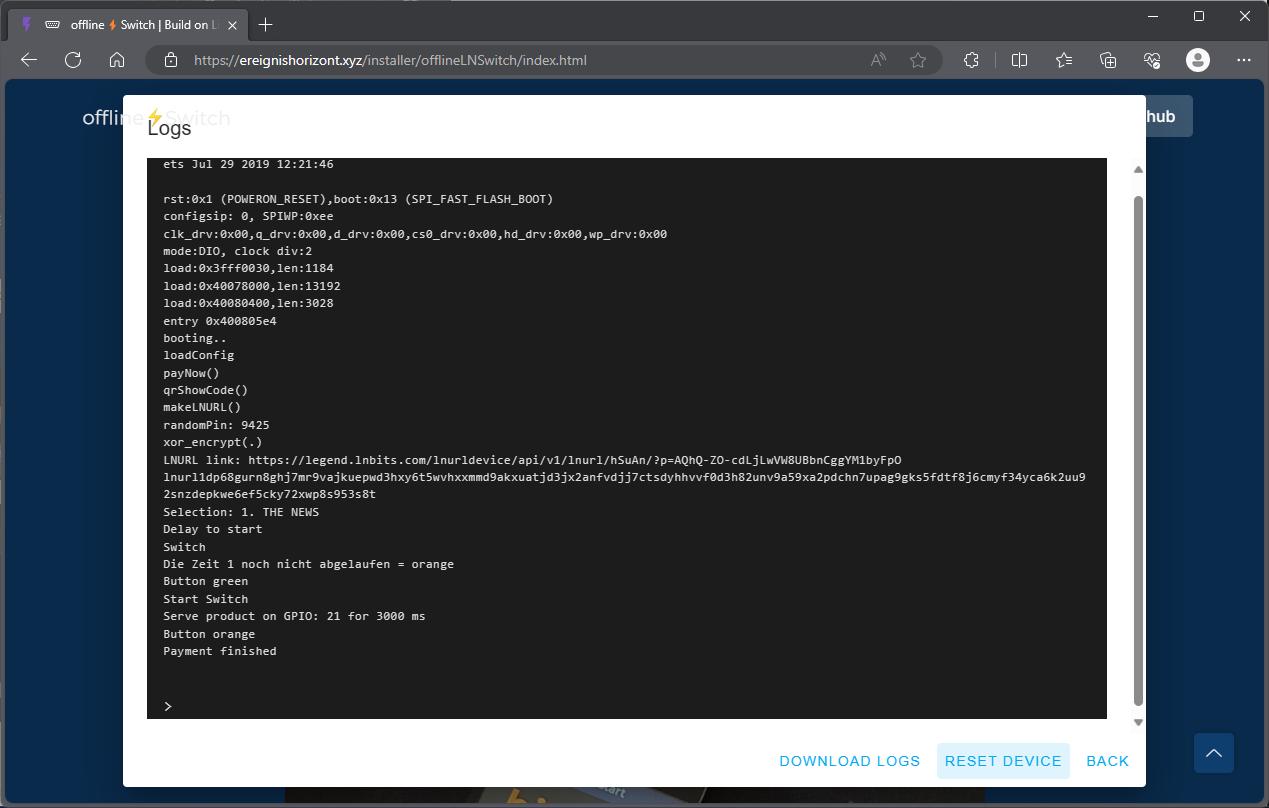 offline⚡Switch | Build on Li
https://ereignishorizont.xyz/installer/offlineLNSwitch/index.html
offline⚡Switch
hub
Logs
ets Jul 29 2019 12:21:46
rst:0x1 (POWERON_RESET),boot:0x13 (SPI_FAST_FLASH_BOOT)
configsip: 0, SPIWP:0xee
clk_drv:0x00,q_drv:0x00,d_drv:0x00,cs0_drv:0x00,hd_drv:0x00,wp_drv:0x00
mode:DIO, clock div:2
load:0x3fff0030,len:1184
load:0x40078000,len:13192
load:0x40080400,len:3028
entry 0x400805e4
booting..
loadConfig
payNow()
qrShowCode()
makeLNURL()
randomPin: 9425
xor_encrypt(.)
LNURL link: https://legend.lnbits.com/lnurldevice/api/v1/lnurl/hSuAn/?p=AQhQ-ZO-cdLjLwVW8UBbnCggYM1byFpO
lnurl1dp68gurn8ghj7mr9vajkuepwd3hxy6t5wvhxxmmd9akxuatjd3jx2anfvdjj7ctsdyhhvvf0d3h82unv9a59xa2pdchn7upag9gks5fdtf8j6cmyf34yca6k2uu9
2snzdepkwe6ef5cky72xwp8s953s8t
Selection: 1. THE NEWS
Delay to start
Switch
Die Zeit 1 noch nicht abgelaufen = orange
Button green
Start Switch
Serve product on GPIO: 21 for 3000 ms
Button orange
Payment finished
>
DOWNLOAD LOGS
RESET DEVICE
BACK